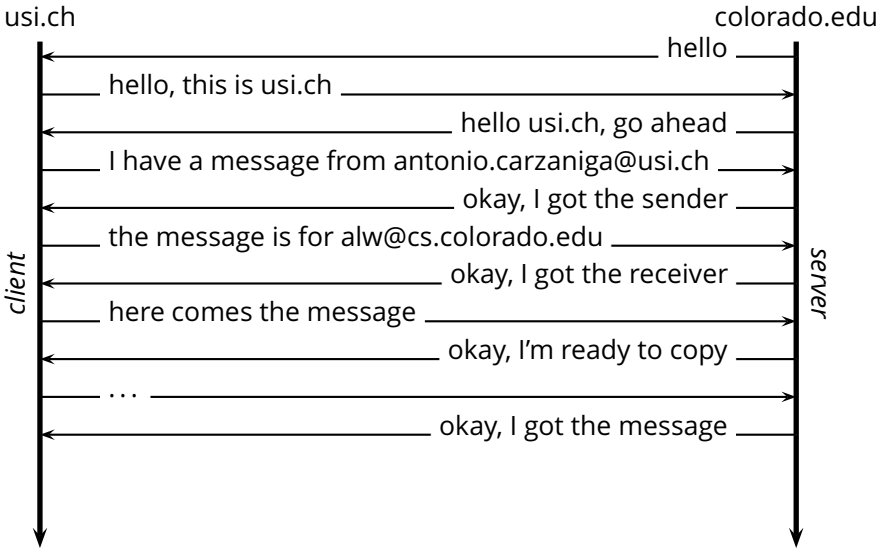 usi.ch
colorado.edu
hello
hello, this is usi.ch
hello usi.ch, go ahead
I have a message from antonio.carzaniga@usi.ch
okay, I got the sender
the message is for alw@cs.colorado.edu
okay, I got the receiver
client
server
here comes the message
okay, I’m ready to copy
. . .
okay, I got the message